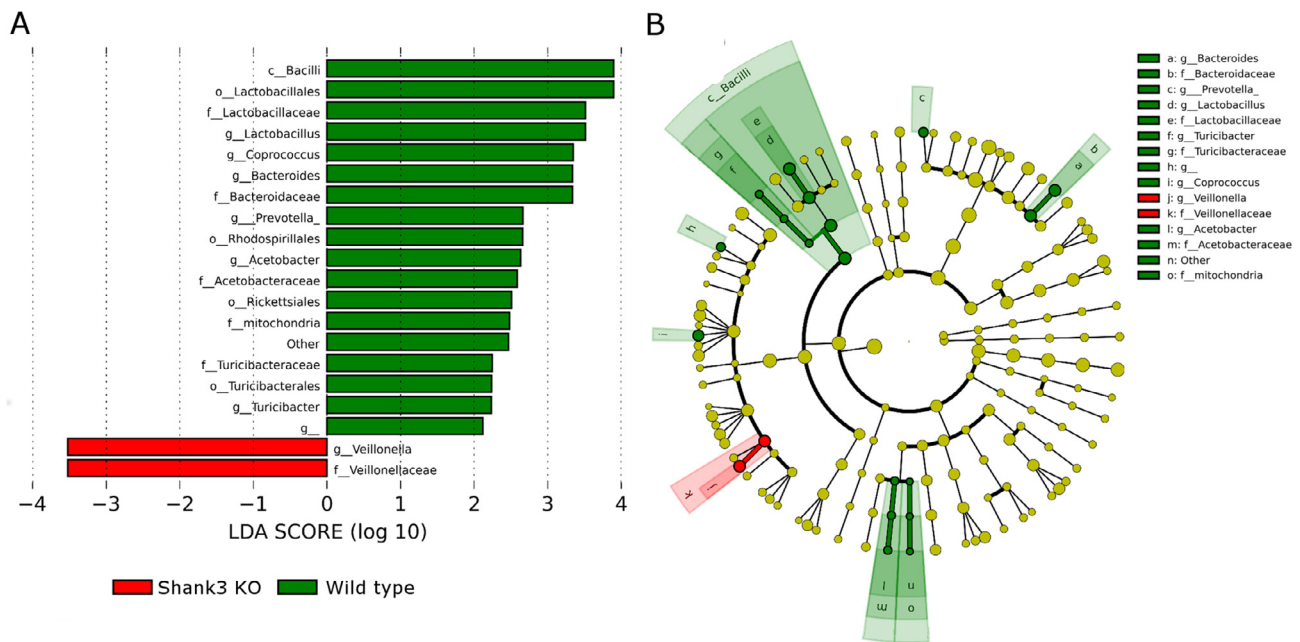 A
c__Bacilli
o__Lactobacillales
f__Lactobacillaceae
g__Lactobacillus
g__Coprococcus
g__Bacteroides
f__Bacteroidaceae
g___Prevotella_
o__Rhodospirillales
g__Acetobacter
f__Acetobacteraceae
o__Rickettsiales
f__mitochondria
Other
f__Turicibacteraceae
o__Turicibacterales
g__Turicibacter
g__
g__Veillonella
f__Veillonellaceae
−4 −3 −2 −1 0 1 2 3 4
LDA SCORE (log 10)
Shank3 KO Wild type
B
c__Bacilli
e
d
g
f
c
b
a
h
i
k
j
l
n
m
o
a: g__Bacteroides
b: f__Bacteroidaceae
c: g___Prevotella_
d: g__Lactobacillus
e: f__Lactobacillaceae
f: g__Turicibacter
g: f__Turicibacteraceae
h: g__
i: g__Coprococcus
j: g__Veillonella
k: f__Veillonellaceae
l: g__Acetobacter
m: f__Acetobacteraceae
n: Other
o: f__mitochondria